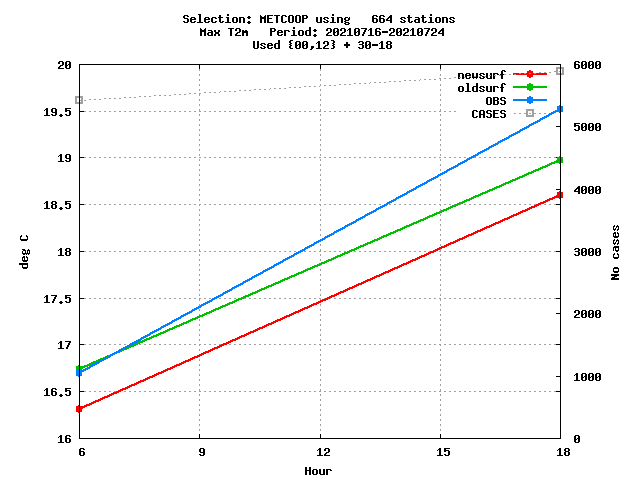 Selection: METCOOP using 664 stations
Max T2m Period: 20210716-20210724
Used {00,12} + 30-18
20
19.5
19
18.5
18
17.5
17
16.5
16
deg C
6000
5000
4000
3000
2000
1000
0
No cases
newsurf
oldsurf
OBS
CASES
6 9 12 15 18
Hour